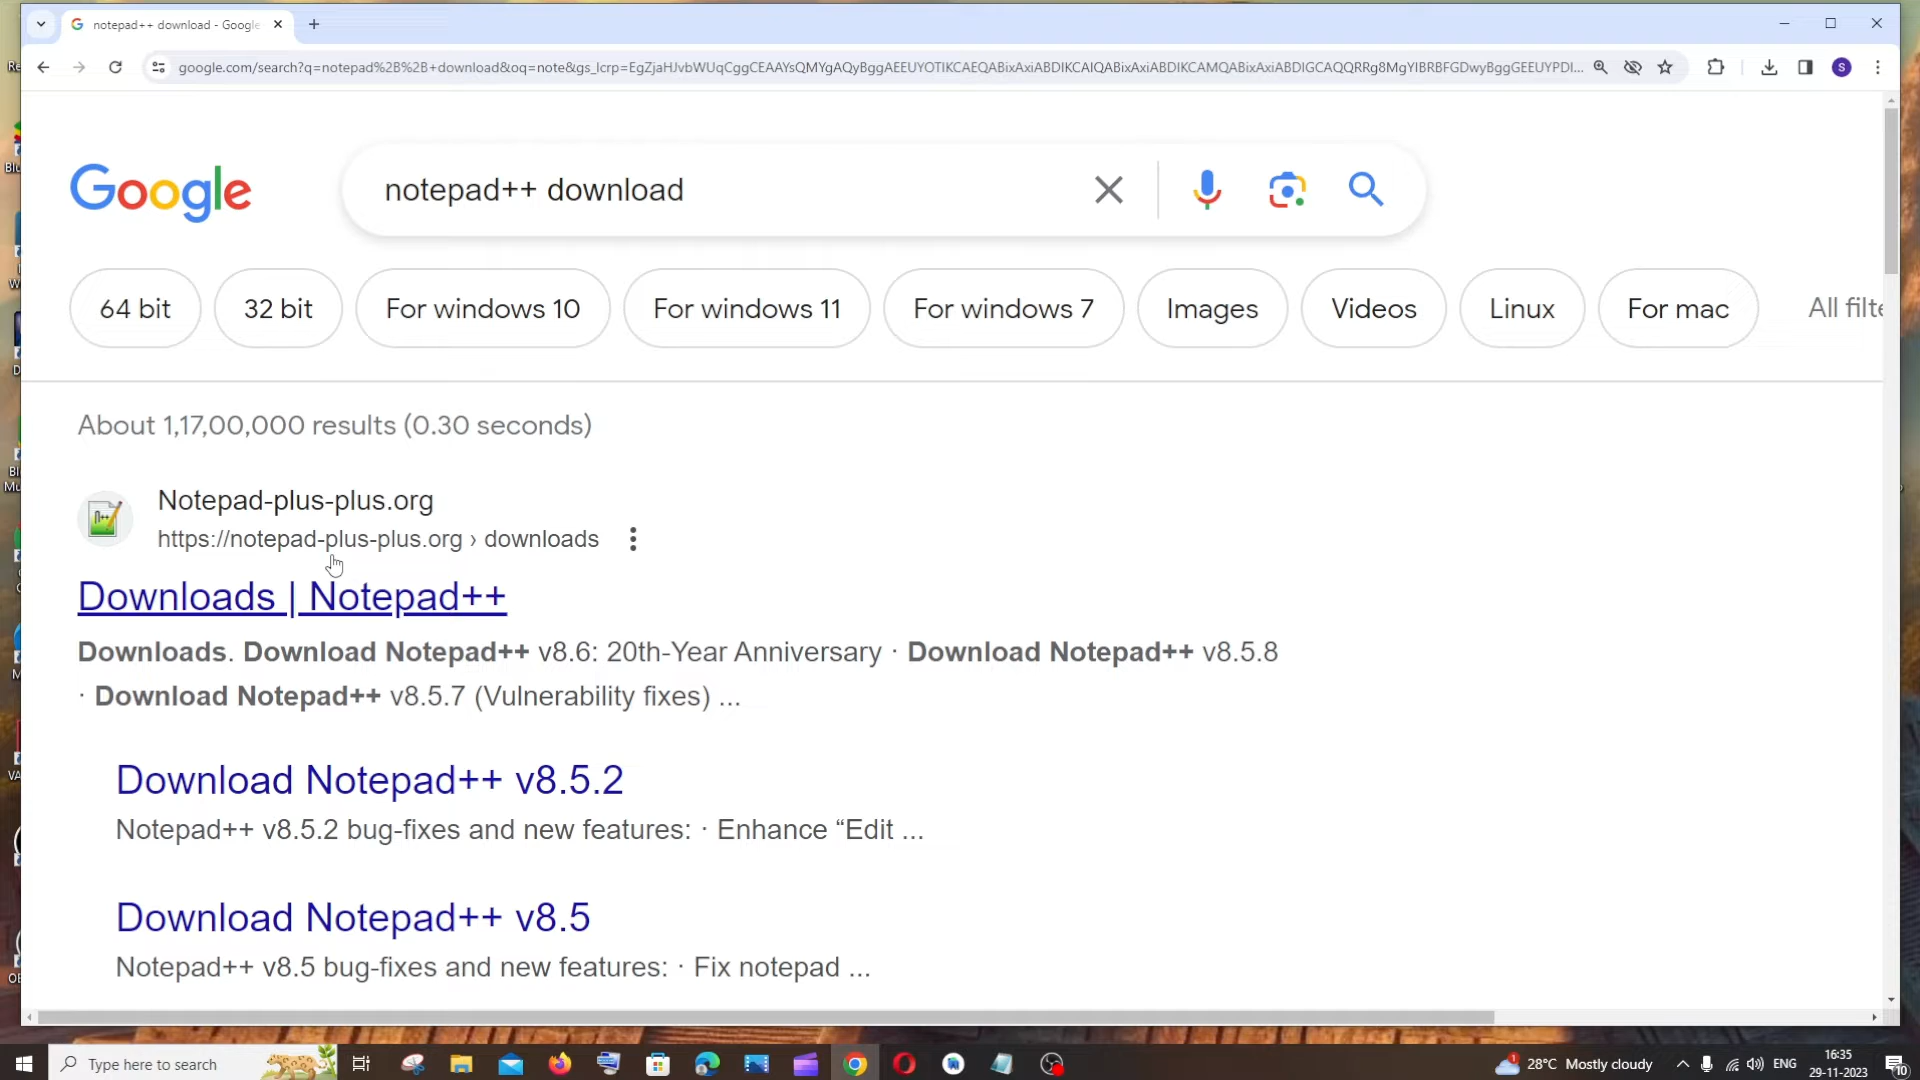 notepad++ download - Google
google.com/search?q=notepad%2B%2B+download&oq=note&gs_lcrp=EgZjaHJvbWUqCggCEAAYsQMYgAQyBggAEEUYOTIKCAEQABixAxiABDIKCAIQABixAxiABDIKCAMQABixAxiABDIGCAQQRRg8MgYIBRBFGDwyBggGEEUYPDI...
S
Google
notepad++ download
64 bit
32 bit
For windows 10
For windows 11
For windows 7
Images
Videos
Linux
For mac
All filte
About 1,17,00,000 results (0.30 seconds)
Notepad-plus-plus.org
https://notepad-plus-plus.org › downloads
Downloads | Notepad++
Downloads. Download Notepad++ v8.6: 20th-Year Anniversary · Download Notepad++ v8.5.8
· Download Notepad++ v8.5.7 (Vulnerability fixes) ...
Download Notepad++ v8.5.2
Notepad++ v8.5.2 bug-fixes and new features: · Enhance “Edit ...
Download Notepad++ v8.5
Notepad++ v8.5 bug-fixes and new features: · Fix notepad ...
Type here to search
1
28°C Mostly cloudy
ENG
16:35
29-11-2023
10